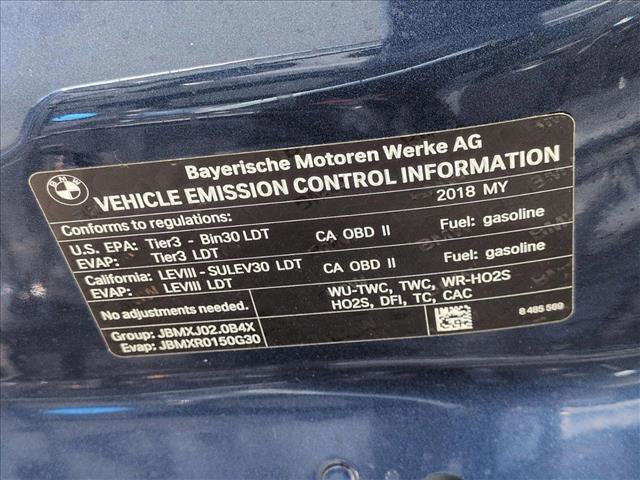 BMW
Bayerische Motoren Werke AG
VEHICLE EMISSION CONTROL INFORMATION
Conforms to regulations:
2018 MY
U.S. EPA: Tier3 - Bin30 LDT CA OBD II Fuel: gasoline
EVAP: Tier3 LDT
California: LEVIII - SULEV30 LDT CA OBD II Fuel: gasoline
EVAP: LEVIII LDT
No adjustments needed.
WU-TWC, TWC, WR-HO2S
HO2S, DFI, TC, CAC
Group: JBMXJ02.0B4X
Evap: JBMXR0150G30
8 485 569